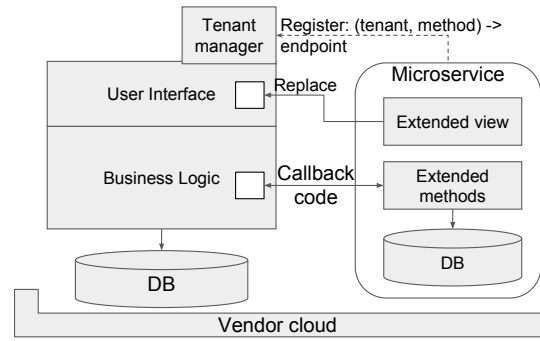 Tenant
manager
Register: (tenant, method) ->
endpoint
Microservice
User Interface
Replace
Extended view
Business Logic
Callback
code
Extended
methods
DB
DB
Vendor cloud